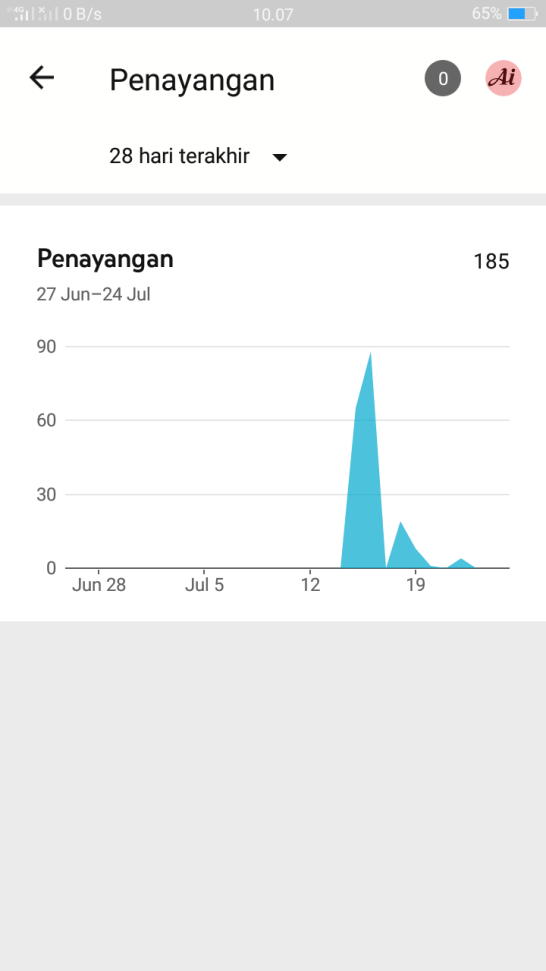 4G 0 B/s 10.07 65%
Penayangan 0 Ai
28 hari terakhir
Penayangan 185
27 Jun–24 Jul
90
60
30
0
Jun 28 Jul 5 12 19